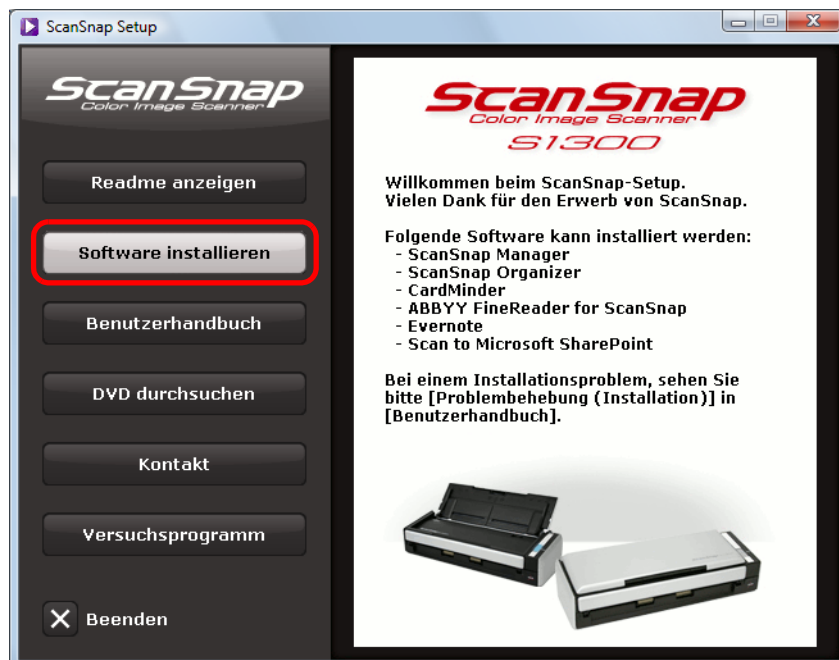 ScanSnap Setup
ScanSnap
Color Image Scanner
Readme anzeigen
Software installieren
Benutzerhandbuch
DVD durchsuchen
Kontakt
Versuchsprogramm
Beenden
ScanSnap
Color Image Scanner
S1300
Willkommen beim ScanSnap-Setup.
Vielen Dank für den Erwerb von ScanSnap.
Folgende Software kann installiert werden:
- ScanSnap Manager
- ScanSnap Organizer
- CardMinder
- ABBYY FineReader for ScanSnap
- Evernote
- Scan to Microsoft SharePoint
Bei einem Installationsproblem, sehen Sie
bitte [Problembehebung (Installation)] in
[Benutzerhandbuch].